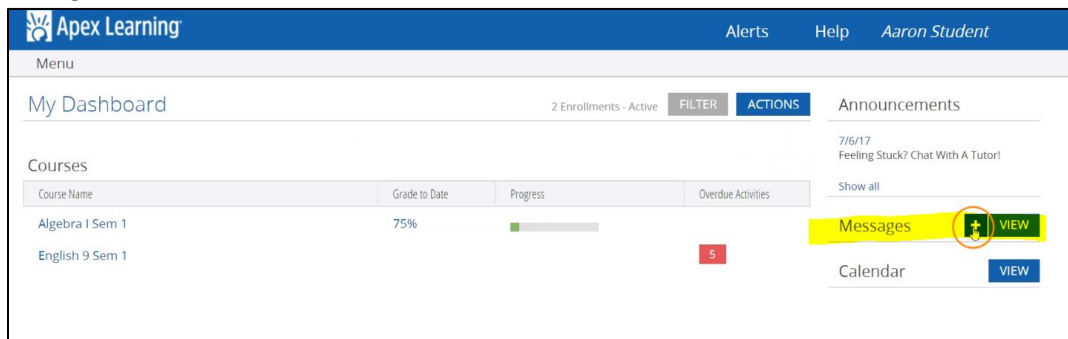 Apex Learning
Alerts Help Aaron Student
Menu
My Dashboard
2 Enrollments - Active FILTER ACTIONS
Courses
Course Name Grade to Date Progress Overdue Activities
Algebra I Sem 1 75%
English 9 Sem 1 5
Announcements
7/6/17
Feeling Stuck? Chat With A Tutor!
Show all
Messages + VIEW
Calendar VIEW